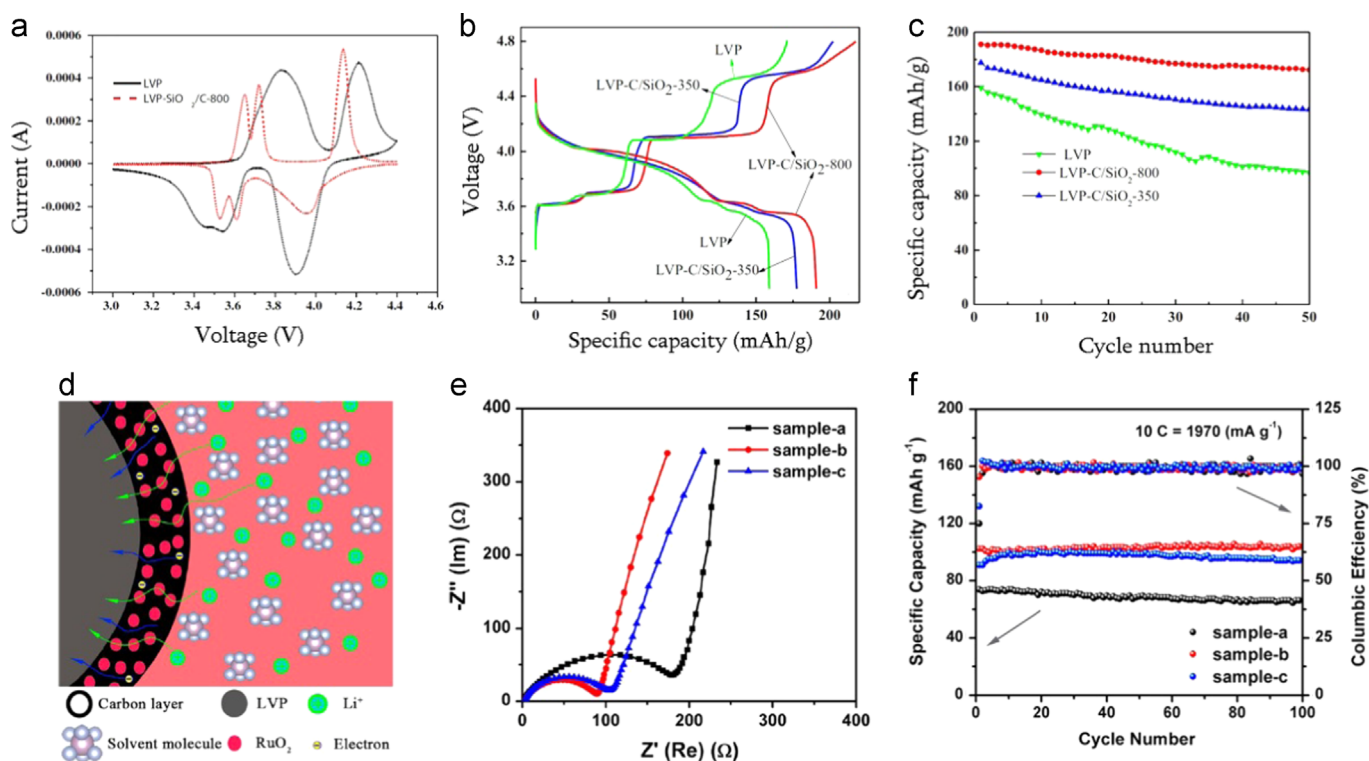 a
0.0006
0.0004
0.0002
0.0000
-0.0002
-0.0004
-0.0006
Current (A)
LVP
LVP-SiO2/C-800
3.0 3.2 3.4 3.6 3.8 4.0 4.2 4.4 4.6
Voltage (V)
b
4.8
4.2
3.6
3.2
Voltage (V)
LVP
LVP-C/SiO2-350
LVP-C/SiO2-800
LVP
LVP-C/SiO2-350
0 50 100 150 200
Specific capacity (mAh/g)
c
200
160
120
80
40
0
Specific capacity (mAh/g)
LVP
LVP-C/SiO2-800
LVP-C/SiO2-350
0 10 20 30 40 50
Cycle number
d
Carbon layer LVP Li+
Solvent molecule RuO2 Electron
e
400
300
200
100
0
-Z" (Im) (Ω)
sample-a
sample-b
sample-c
0 100 200 300 400
Z' (Re) (Ω)
f
200
160
120
80
40
0
Specific Capacity (mAh g-1)
10 C = 1970 (mA g-1)
sample-a
sample-b
sample-c
125
100
75
50
25
0
Columbic Effciency (%)
0 20 40 60 80 100
Cycle Number